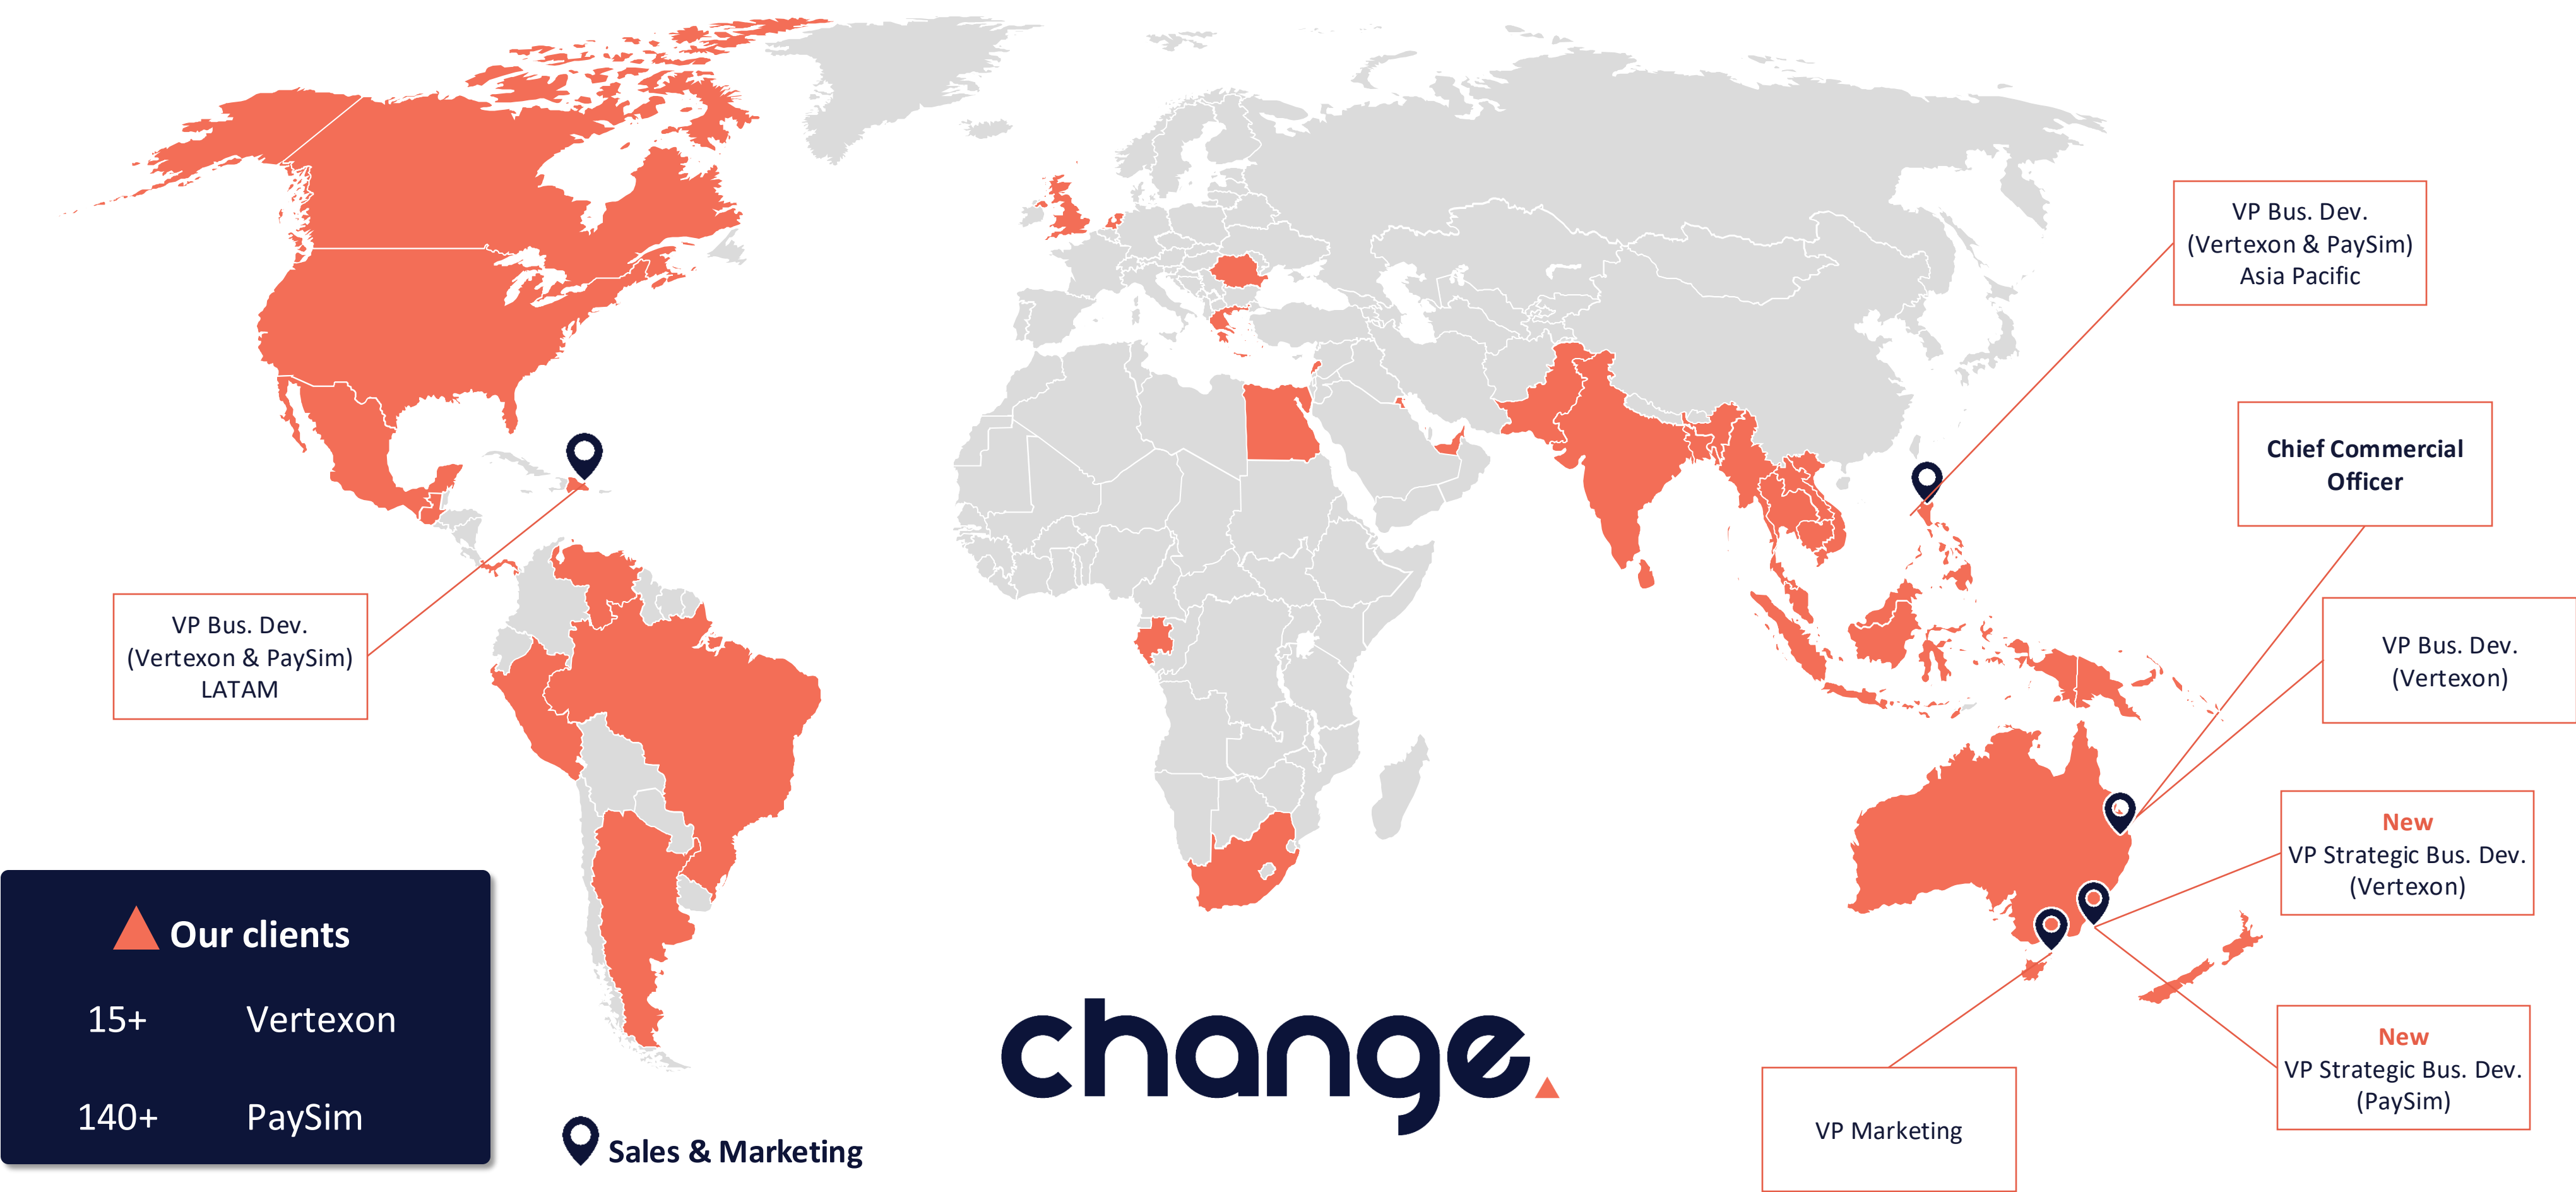 VP Bus. Dev.
(Vertexon & PaySim)
Asia Pacific
Chief Commercial
Officer
VP Bus. Dev.
(Vertexon & PaySim)
LATAM
VP Bus. Dev.
(Vertexon)
New
VP Strategic Bus. Dev.
(Vertexon)
Our clients
15+ Vertexon
140+ PaySim
change
Sales & Marketing
New
VP Strategic Bus. Dev.
(PaySim)
VP Marketing